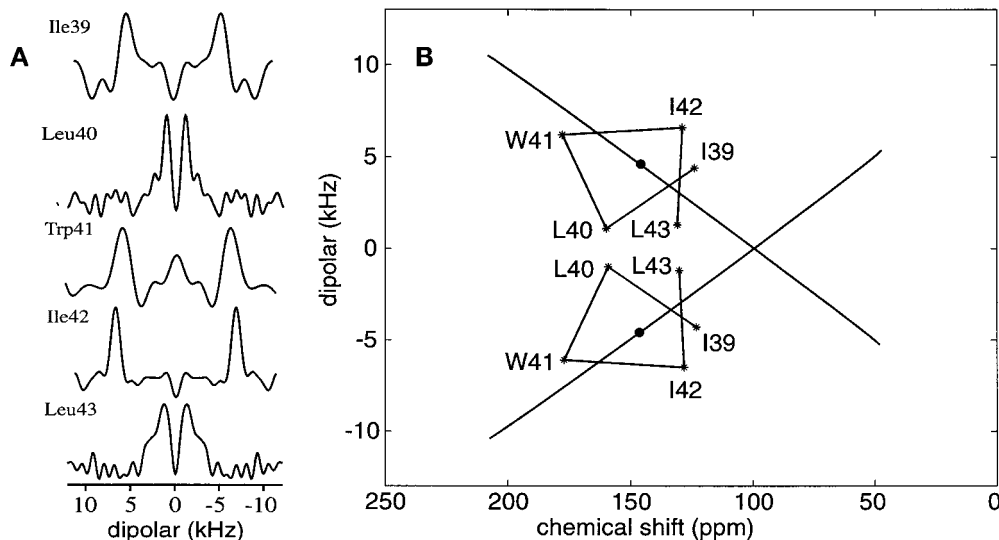 A
Ile39
Leu40
Trp41
Ile42
Leu43
10 5 0 -5 -10
dipolar (kHz)
B
10
5
0
-5
-10
dipolar (kHz)
I42
W41
I39
L40 L43
L40 L43
I39
W41
I42
250 200 150 100 50 0
chemical shift (ppm)